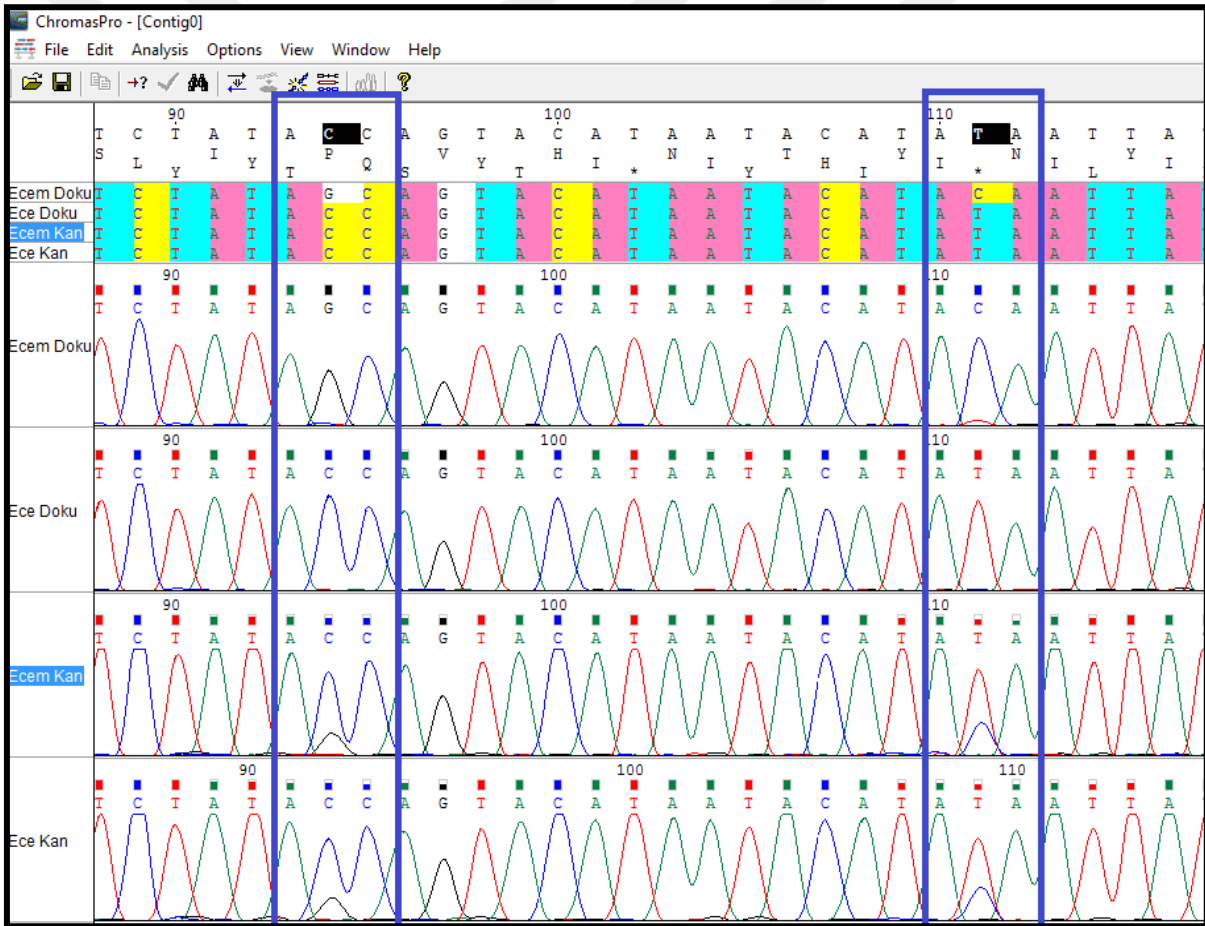 ChromasPro - [Contig0]
File Edit Analysis Options View Window Help
90 100 110
T C T A T A C C A G T A C A T A A T A C A T A T A A T T A
S I P V H N T Y N Y
L Y Q Y I I H I I I
Y T S T * Y I * L
Ecem Doku T C T A T A G C A G T A C A T A A T A C A T A C A A T T A
Ece Doku T C T A T A C C A G T A C A T A A T A C A T A T A A T T A
Ecem Kan T C T A T A C C A G T A C A T A A T A C A T A T A A T T A
Ece Kan T C T A T A C C A G T A C A T A A T A C A T A T A A T T A
90 100 110
T C T A T A G C A G T A C A T A A T A C A T A C A A T T A
Ecem Doku
90 100 110
T C T A T A C C A G T A C A T A A T A C A T A T A A T T A
Ece Doku
90 100 110
T C T A T A C C A G T A C A T A A T A C A T A T A A T T A
Ecem Kan
90 100 110
T C T A T A C C A G T A C A T A A T A C A T A T A A T T A
Ece Kan